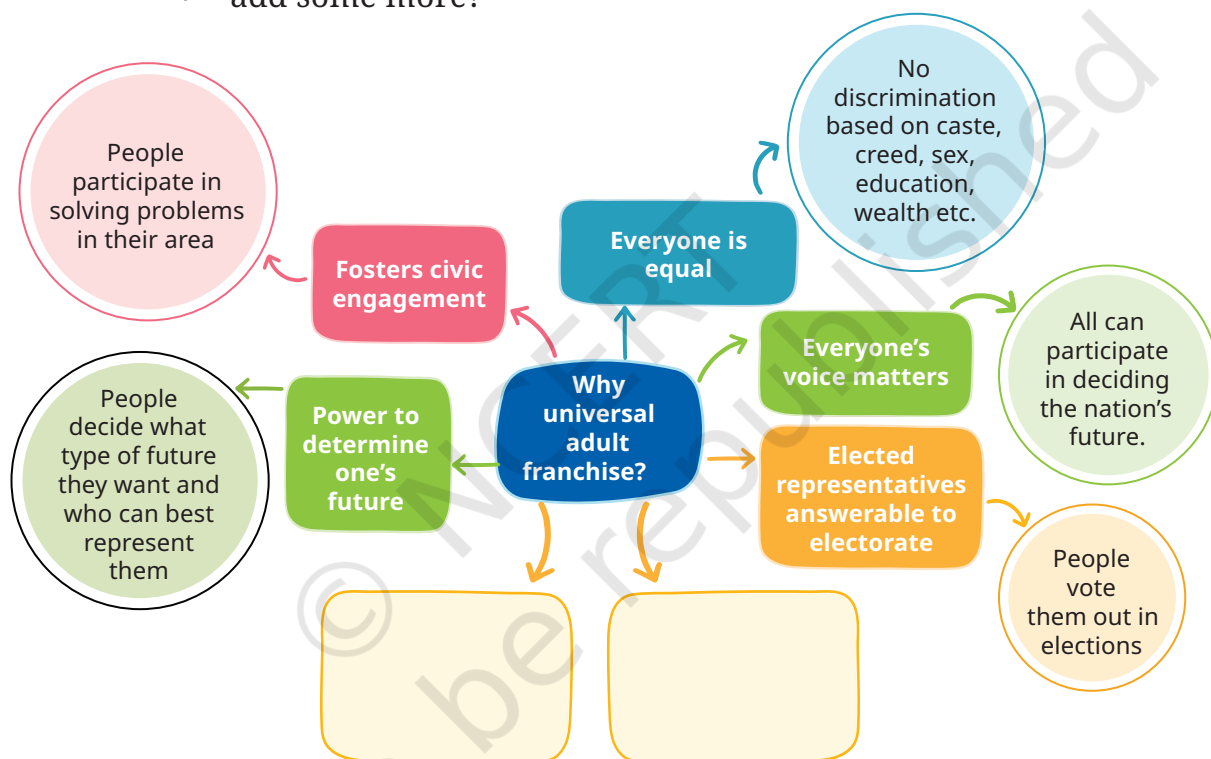 add some more?
No
discrimination
based on caste,
creed, sex,
education,
wealth etc.
People
participate in
solving problems
in their area
Everyone is
equal
Fosters civic
engagement
All can
participate
in deciding
the nation's
future.
Everyone's
voice matters
Why
universal
adult
franchise?
People
decide what
type of future
they want and
who can best
represent
them
Power to
determine
one's
future
Elected
representatives
answerable to
electorate
People
vote
them out in
elections
© NCERT
be republished